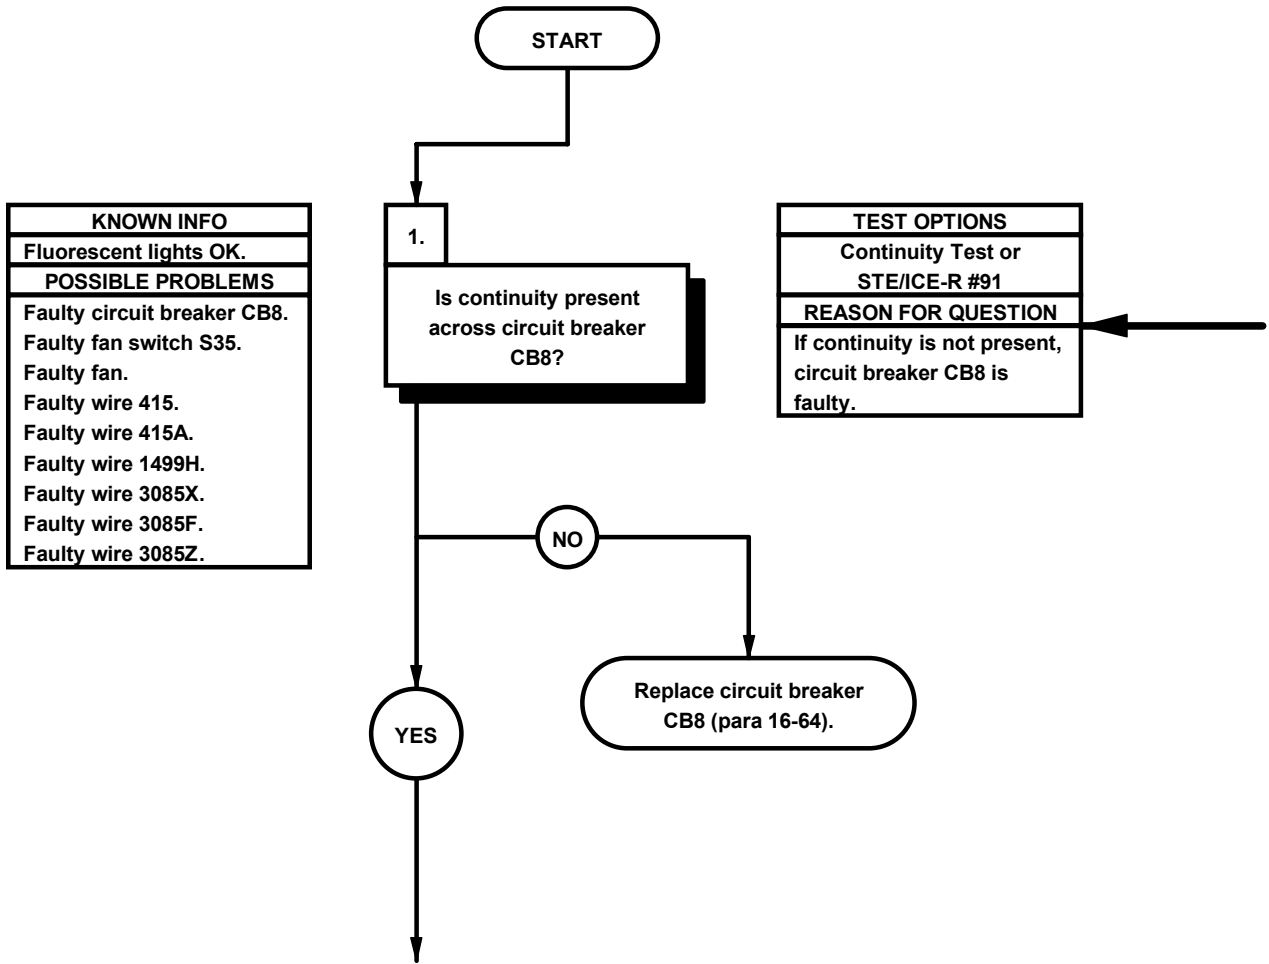 START
KNOWN INFO
Fluorescent lights OK.
POSSIBLE PROBLEMS
Faulty circuit breaker CB8.
Faulty fan switch S35.
Faulty fan.
Faulty wire 415.
Faulty wire 415A.
Faulty wire 1499H.
Faulty wire 3085X.
Faulty wire 3085F.
Faulty wire 3085Z.
1.
Is continuity present
across circuit breaker
CB8?
TEST OPTIONS
Continuity Test or
STE/ICE-R #91
REASON FOR QUESTION
If continuity is not present,
circuit breaker CB8 is
faulty.
NO
Replace circuit breaker
CB8 (para 16-64).
YES